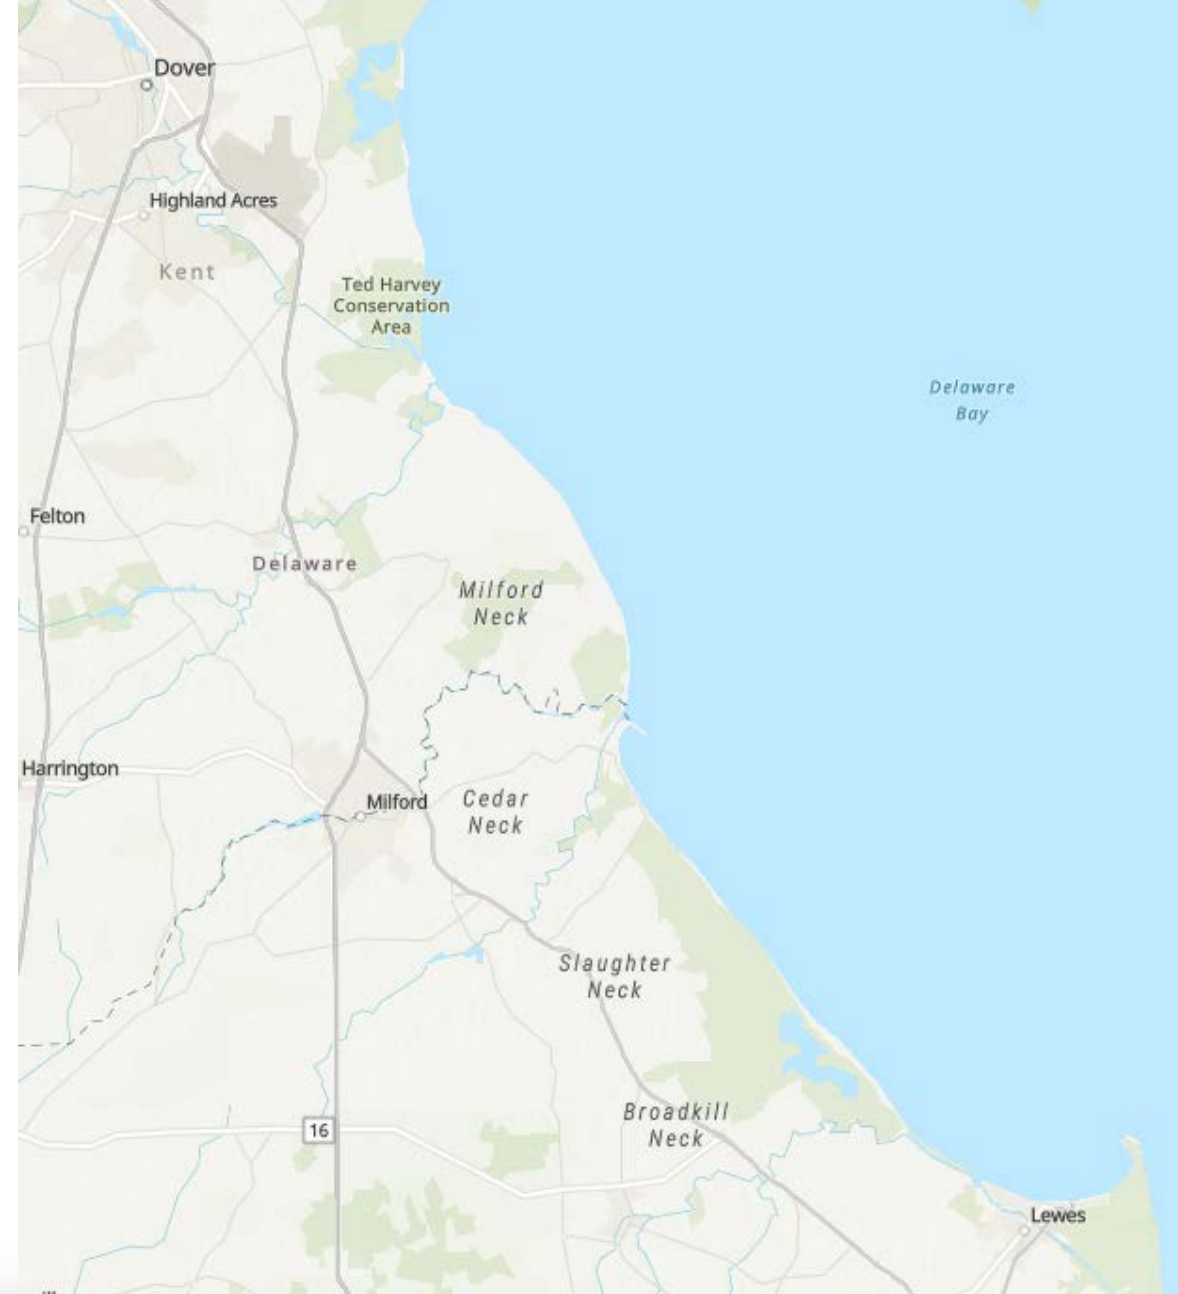 Dover
Highland Acres
Kent
Ted Harvey
Conservation
Area
Delaware
Bay
Felton
Delaware
Milford
Neck
Harrington
Milford
Cedar
Neck
Slaughter
Neck
Broadkill
Neck
16
Lewes